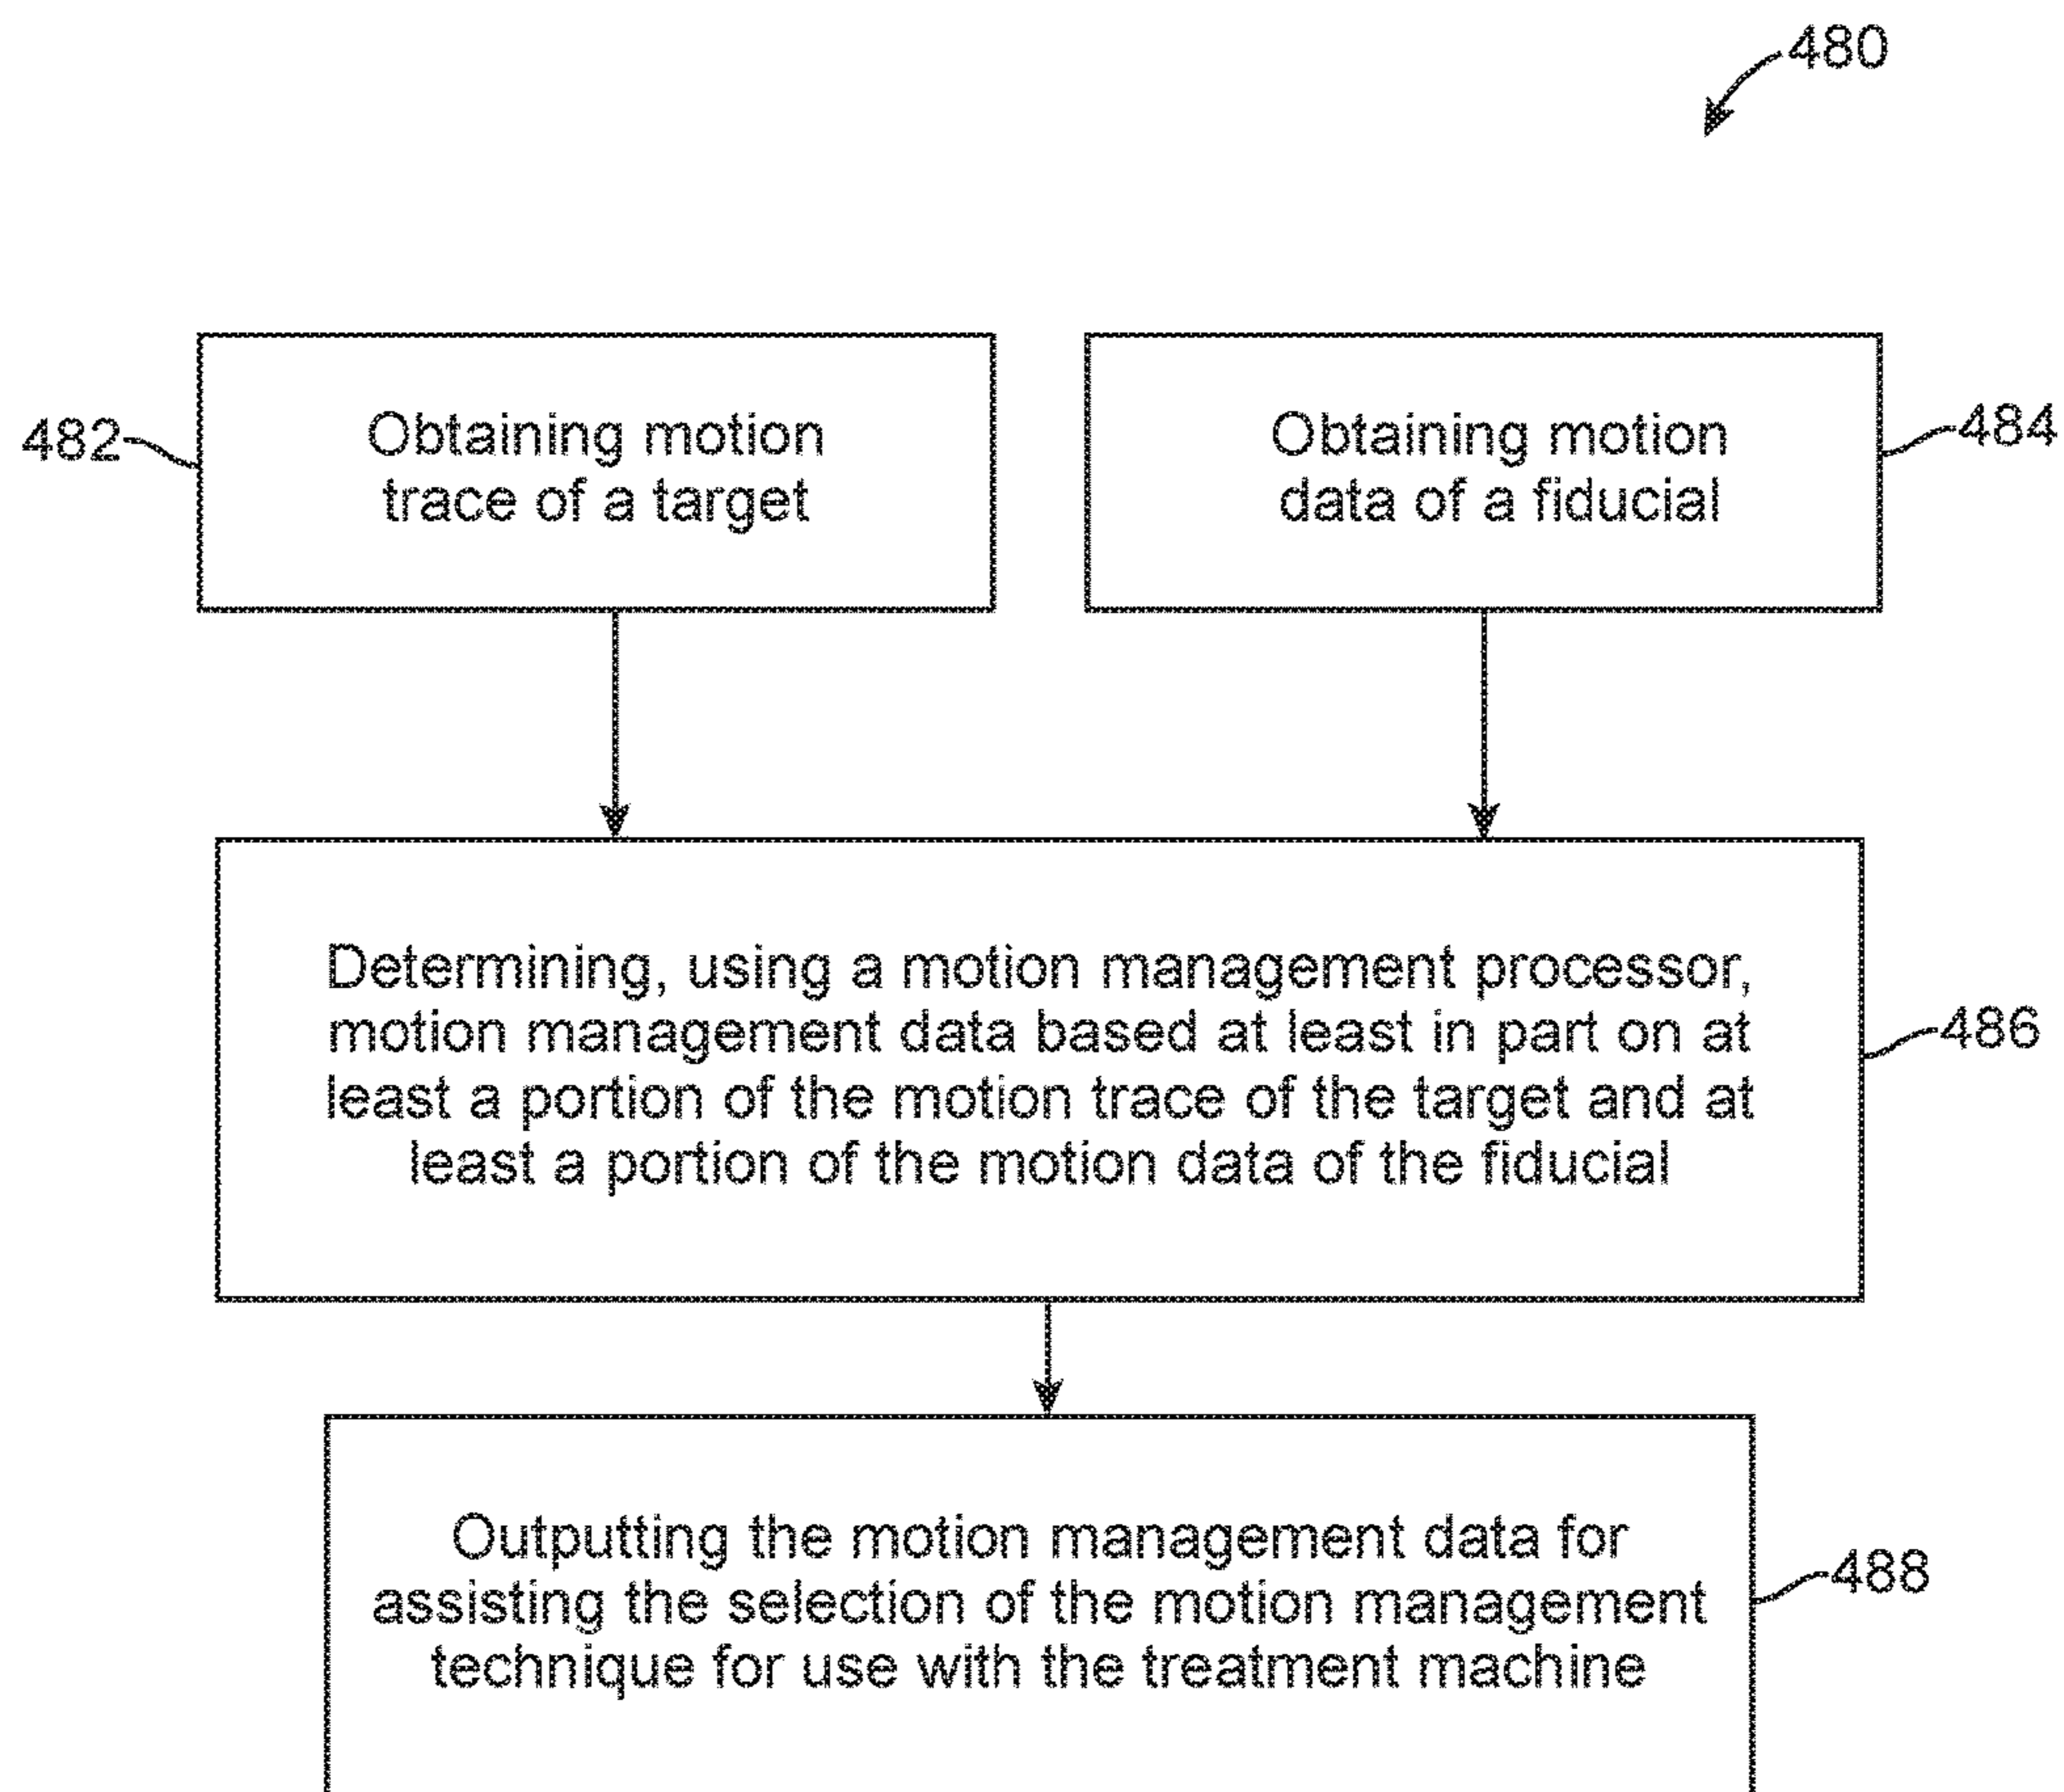 480
482
Obtaining motion
trace of a target
Obtaining motion
data of a fiducial
484
Determining, using a motion management processor,
motion management data based at least in part on at
least a portion of the motion trace of the target and at
least a portion of the motion data of the fiducial
486
Outputting the motion management data for
assisting the selection of the motion management
technique for use with the treatment machine
488